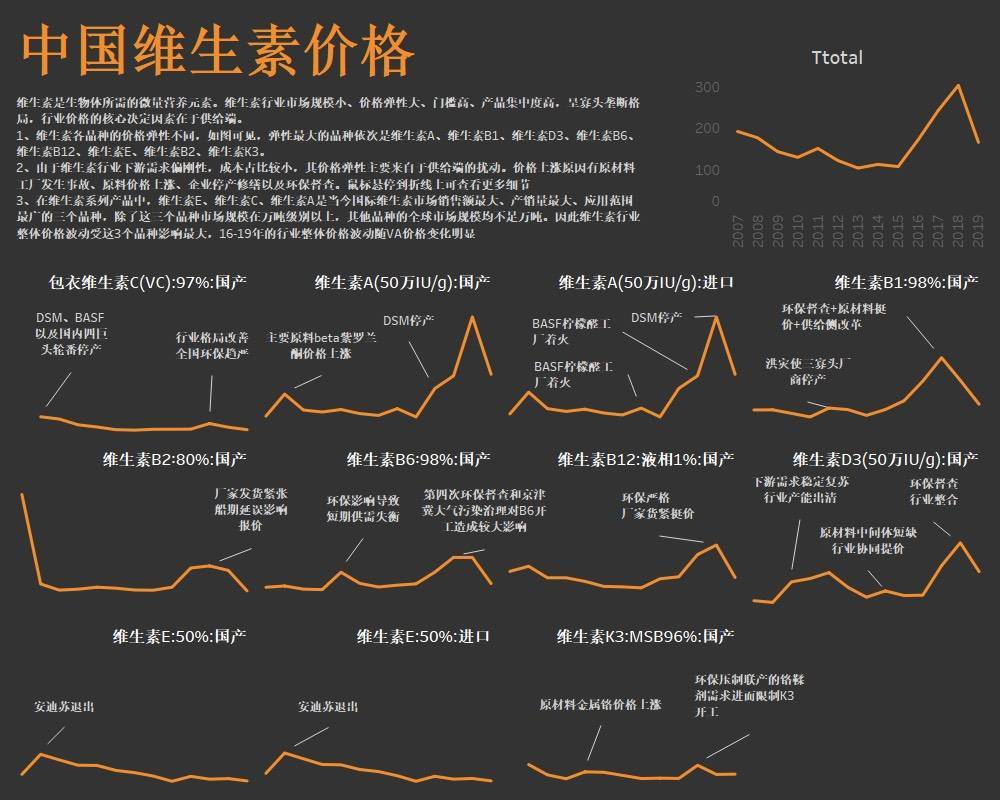 中国维生素价格
维生素是生物体所需的微量营养元素。维生素行业市场规模小、价格弹性大、门槛高、产品集中度高，呈寡头垄断格
局，行业价格的核心决定因素在于供给端。
1、维生素各品种的价格弹性不同，如图可见，弹性最大的品种依次是维生素A、维生素B1、维生素D3、维生素B6、
维生素B12、维生素E、维生素B2、维生素K3。
2、由于维生素行业下游需求偏刚性，成本占比较小，其价格弹性主要来自于供给端的扰动。价格上涨原因有原材料
工厂发生事故、原料价格上涨、企业停产修缮以及环保督查。鼠标悬停到折线上可查看更多细节
3、在维生素系列产品中，维生素E、维生素C、维生素A是当今国际维生素市场销售额最大、产销量最大、应用范围
最广的三个品种，除了这三个品种市场规模在万吨级别以上，其他品种的全球市场规模均不足万吨。因此维生素行业
整体价格波动受这3个品种影响最大，16-19年的行业整体价格波动随VA价格变化明显
Ttotal
300
200
100
0
2007
2008
2009
2010
2011
2012
2013
2014
2015
2016
2017
2018
2019
包衣维生素C(VC):97%:国产
DSM、BASF
以及国内四巨
头轮番停产
行业格局改善
全国环保趋严
维生素A(50万IU/g):国产
主要原料beta紫罗兰
酮价格上涨
DSM停产
维生素A(50万IU/g):进口
BASF柠檬醛工
厂着火
DSM停产
BASF柠檬醛工
厂着火
维生素B1:98%:国产
环保督查+原材料挺
价+供给侧改革
洪灾使三寡头厂
商停产
维生素B2:80%:国产
厂家发货紧张
船期延误影响
报价
维生素B6:98%:国产
环保影响导致
短期供需失衡
第四次环保督查和京津
冀大气污染治理对B6开
工造成较大影响
维生素B12:液相1%:国产
环保严格
厂家货紧挺价
维生素D3(50万IU/g):国产
下游需求稳定复苏
行业产能出清
环保督查
行业整合
原材料中间体短缺
行业协同提价
维生素E:50%:国产
安迪苏退出
维生素E:50%:进口
安迪苏退出
维生素K3:MSB96%:国产
原材料金属铬价格上涨
环保压制联产的铬鞣
剂需求进而限制K3
开工